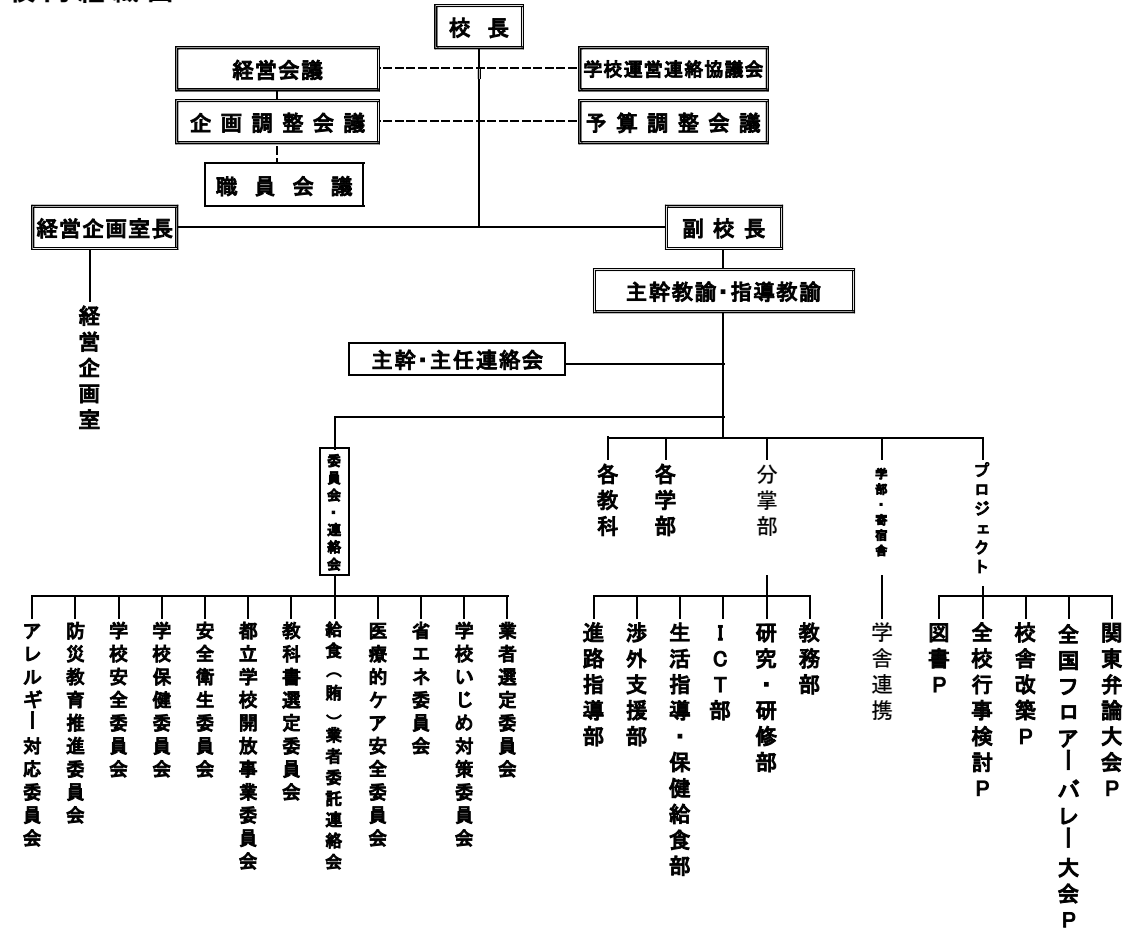 校長
経営会議
学校運営連絡協議会
企画調整会議
予算調整会議
職員会議
経営企画室長
副校長
主幹教諭・指導教諭
経営企画室
主幹・主任連絡会
委員会・連絡会
各教科
各学部
分掌部
学部・寄宿舎
プロジェクト
アレルギー対応委員会
防災教育推進委員会
学校安全委員会
学校保健委員会
安全衛生委員会
都立学校開放事業委員会
教科書選定委員会
給食（賄）業者委託連絡会
医療的ケア安全委員会
省エネ委員会
学校いじめ対策委員会
業者選定委員会
進路指導部
渉外支援部
生活指導・保健給食部
ICT部
研究・研修部
教務部
学舎連携
図書P
全校行事検討P
校舎改築P
全国フロアーバレー大会P
関東弁論大会P